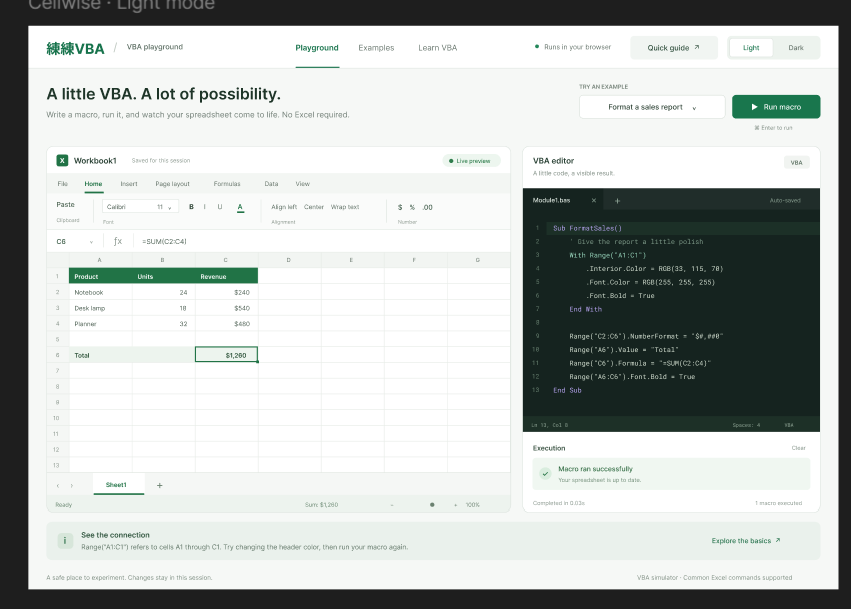 Cellwise · Light mode
練練VBA / VBA playground
Playground Examples Learn VBA
Runs in your browser
Quick guide ↗
Light Dark
A little VBA. A lot of possibility.
Write a macro, run it, and watch your spreadsheet come to life. No Excel required.
TRY AN EXAMPLE
Format a sales report
Run macro
⌘ Enter to run
X Workbook1 Saved for this session
Live preview
File Home Insert Page layout Formulas Data View
Paste
Clipboard
Calibri 11
B I U A
Font
Align left Center Wrap text
Alignment
$ % .00
Number
C6 ƒx =SUM(C2:C4)
A B C D E F G
1 Product Units Revenue
2 Notebook 24 $240
3 Desk lamp 18 $540
4 Planner 32 $480
5
6 Total $1,260
7
8
9
10
11
12
13
‹ › Sheet1 +
Ready Sum: $1,260 - + 100%
VBA editor
A little code, a visible result.
VBA
Module1.bas × + Auto-saved
1 Sub FormatSales()
2 ' Give the report a little polish
3 With Range("A1:C1")
4 .Interior.Color = RGB(33, 115, 70)
5 .Font.Color = RGB(255, 255, 255)
6 .Font.Bold = True
7 End With
8
9 Range("C2:C6").NumberFormat = "$#,##0"
10 Range("A6").Value = "Total"
11 Range("C6").Formula = "=SUM(C2:C4)"
12 Range("A6:C6").Font.Bold = True
13 End Sub
Ln 13, Col 8 Spaces: 4 VBA
Execution Clear
Macro ran successfully
Your spreadsheet is up to date.
Completed in 0.03s 1 macro executed
i See the connection
Range("A1:C1") refers to cells A1 through C1. Try changing the header color, then run your macro again.
Explore the basics ↗
A safe place to experiment. Changes stay in this session.
VBA simulator · Common Excel commands supported